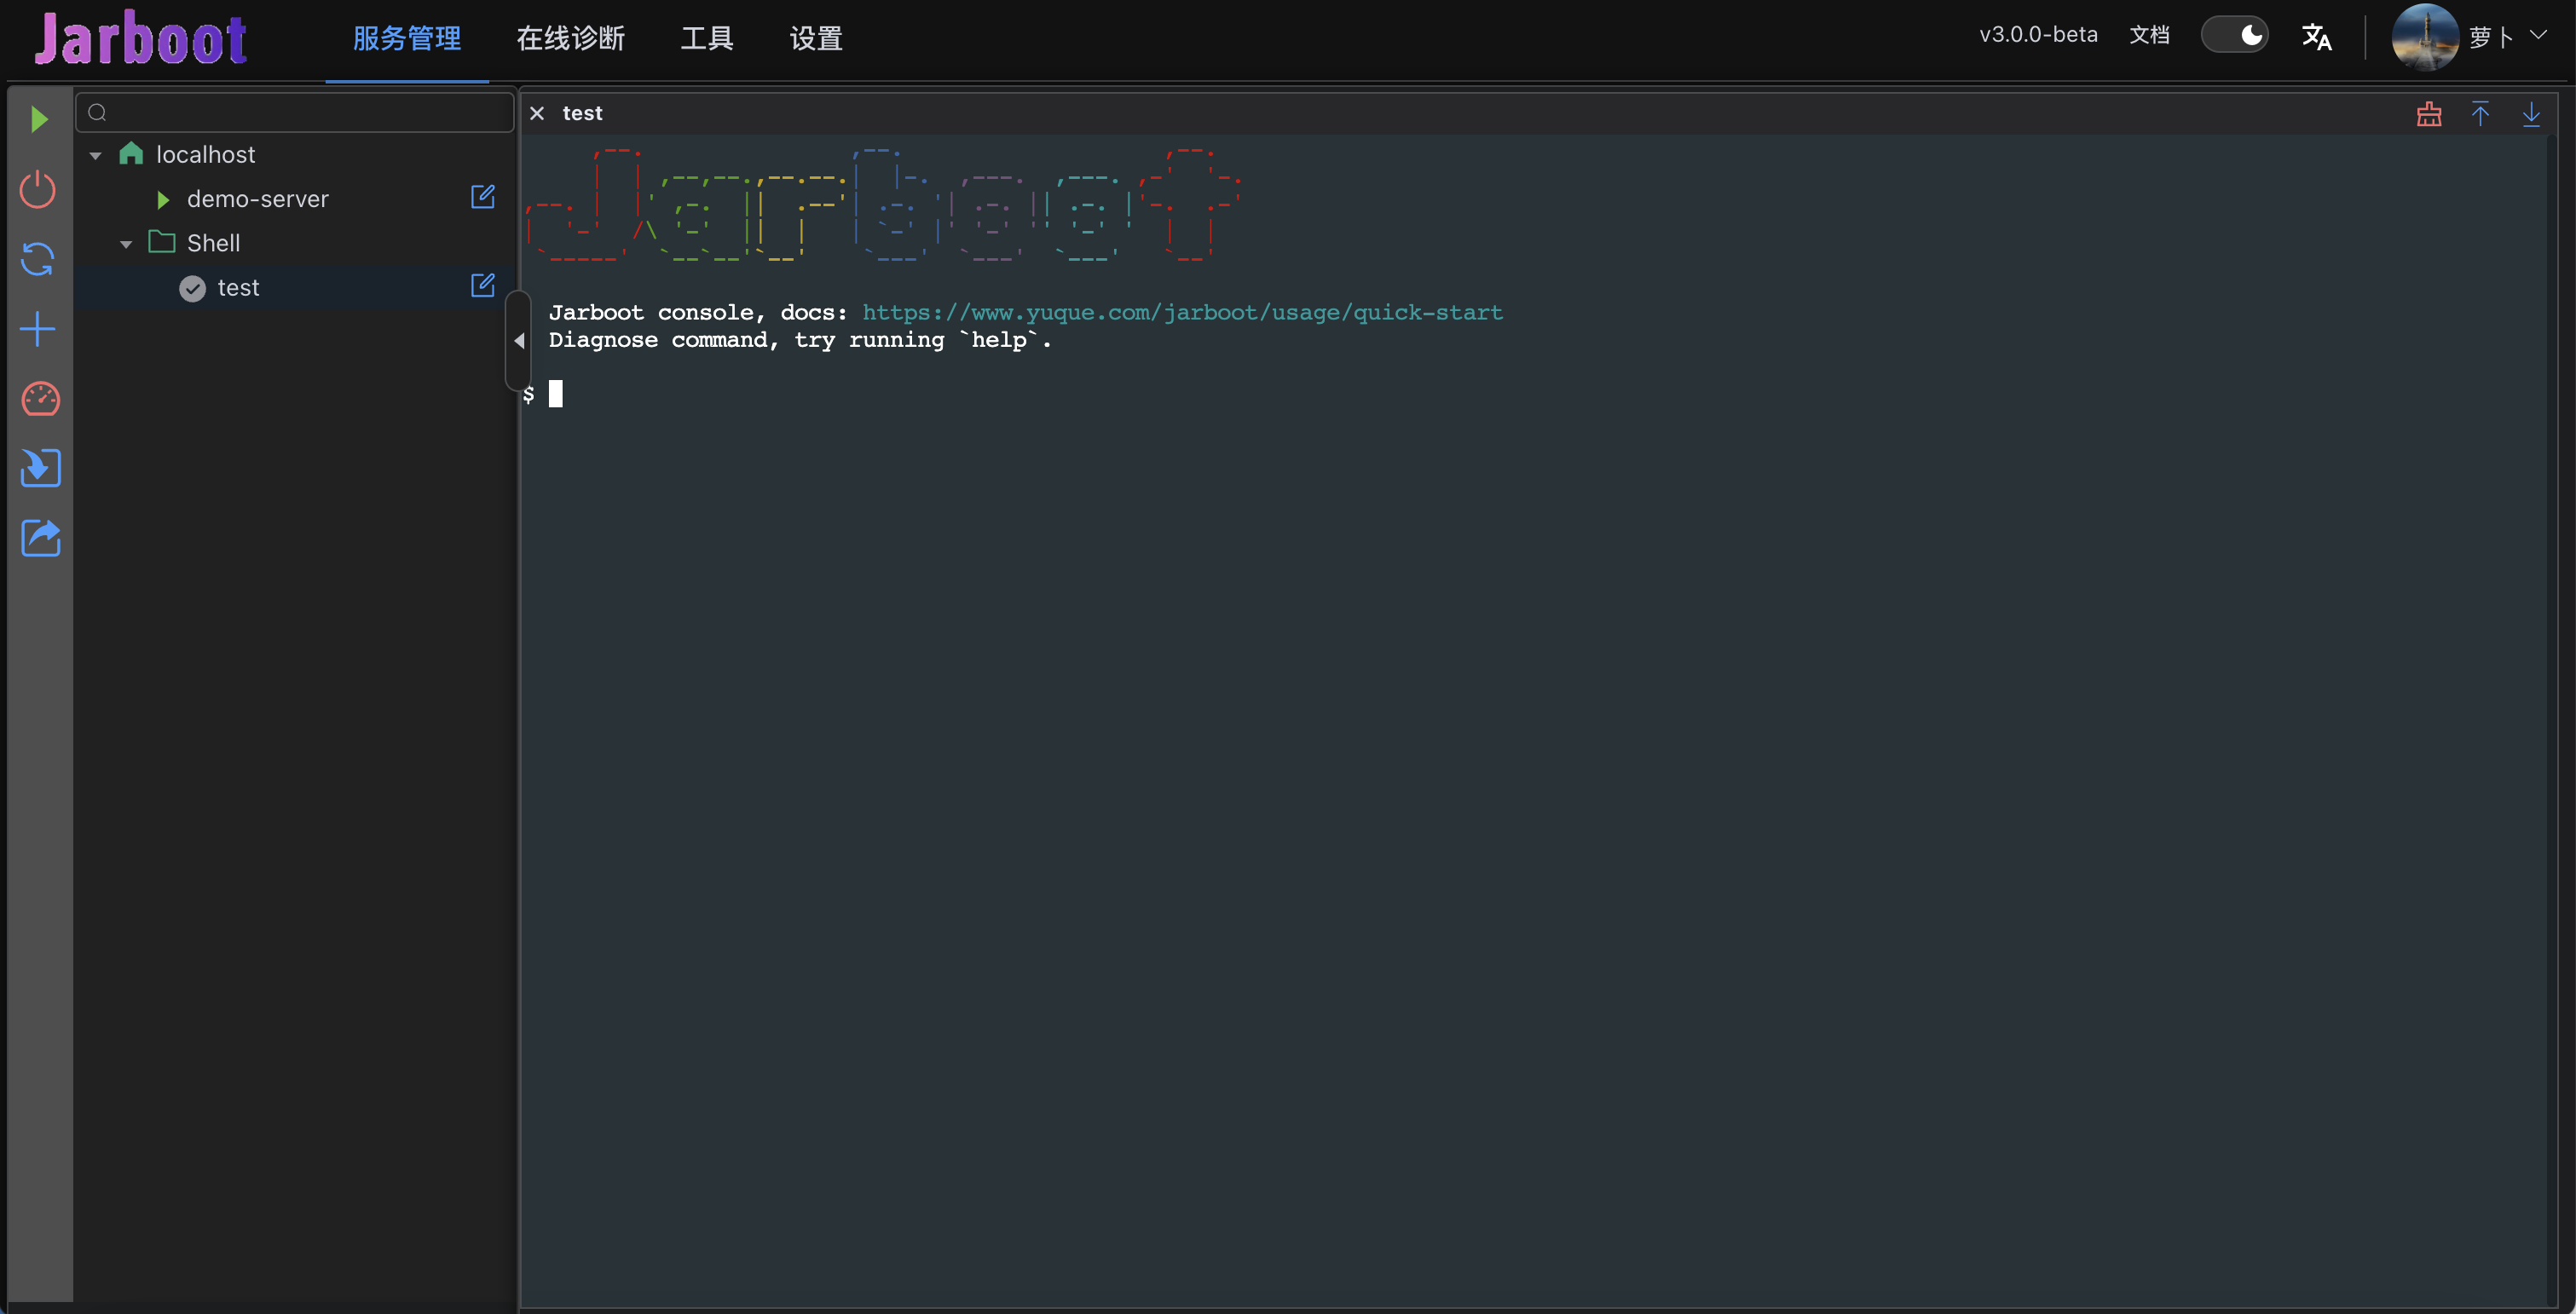 Jarboot
服务管理 在线诊断 工具 设置 v3.0.0-beta 文档 萝卜
localhost
demo-server
Shell
test
test
Jarboot
Jarboot console, docs: https://www.yuque.com/jarboot/usage/quick-start
Diagnose command, try running `help`.
$